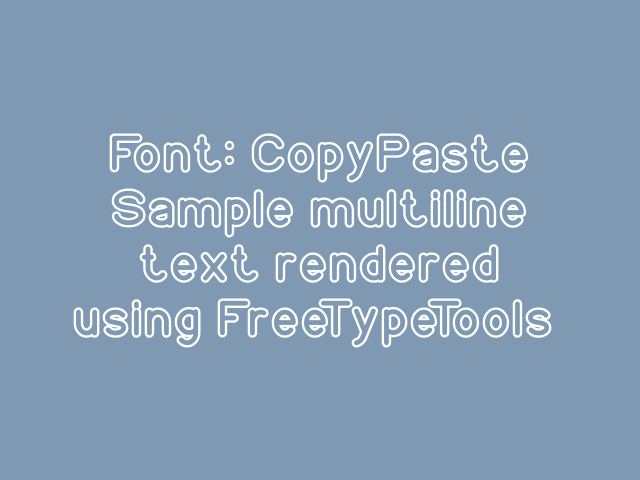 Font: CopyPaste
Sample multiline
text rendered
using FreeTypeTools